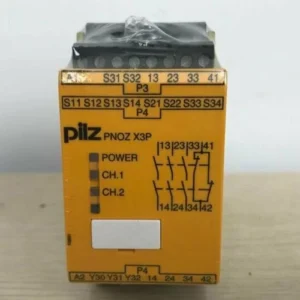 A1 S31 S32 13 23 33 41
P3
S11 S12 S13 S14 S21 S22 S33 S34
P4
pilz PNOZ X3P
POWER
CH.1
CH.2
13 23 33 41
14 24 34 42
P4
A2 Y30 Y31 Y32 14 24 34 42